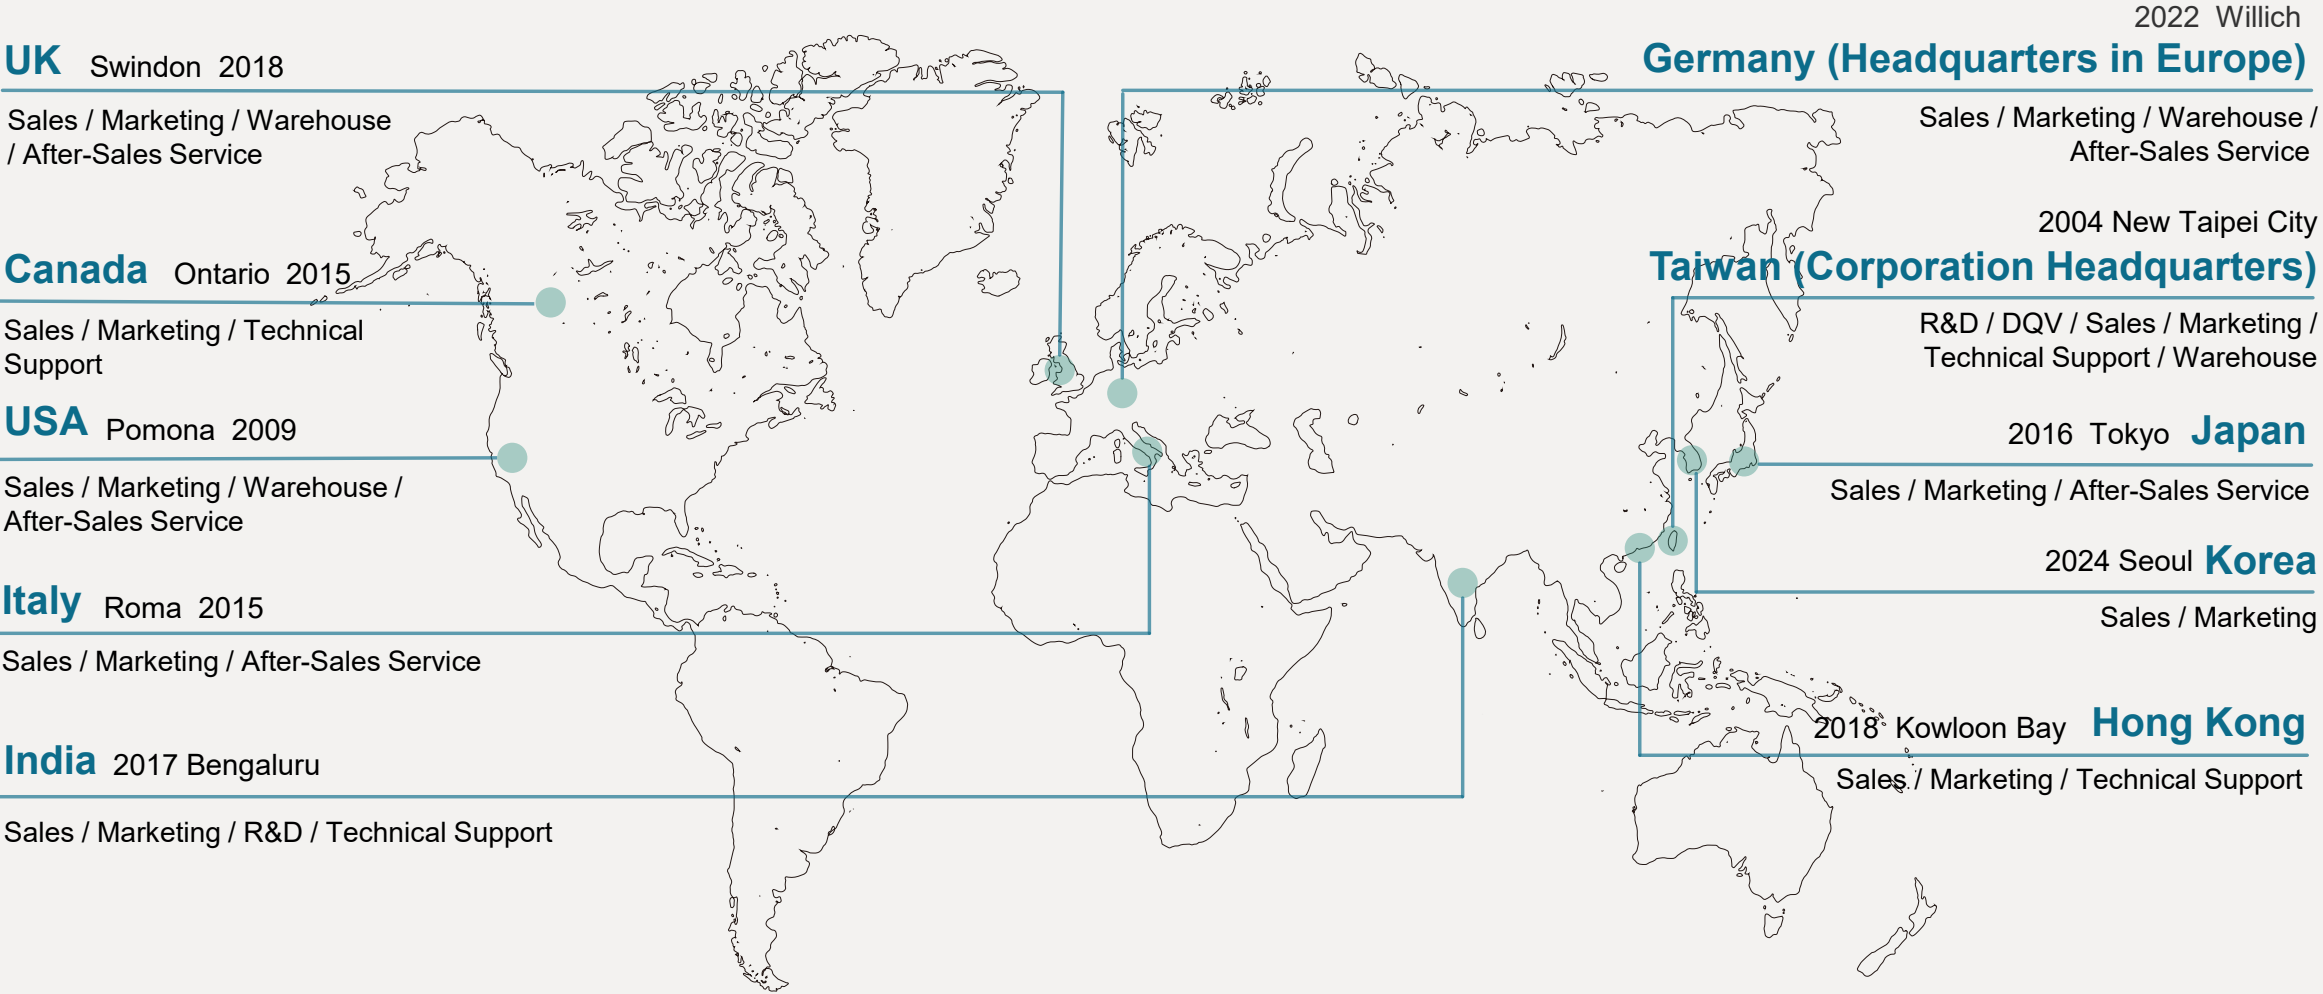 UK Swindon 2018
Sales / Marketing / Warehouse
/ After-Sales Service
Canada Ontario 2015
Sales / Marketing / Technical
Support
USA Pomona 2009
Sales / Marketing / Warehouse /
After-Sales Service
Italy Roma 2015
Sales / Marketing / After-Sales Service
India 2017 Bengaluru
Sales / Marketing / R&D / Technical Support
2022 Willich
Germany (Headquarters in Europe)
Sales / Marketing / Warehouse /
After-Sales Service
2004 New Taipei City
Taiwan (Corporation Headquarters)
R&D / DQV / Sales / Marketing /
Technical Support / Warehouse
2016 Tokyo Japan
Sales / Marketing / After-Sales Service
2024 Seoul Korea
Sales / Marketing
2018 Kowloon Bay Hong Kong
Sales / Marketing / Technical Support